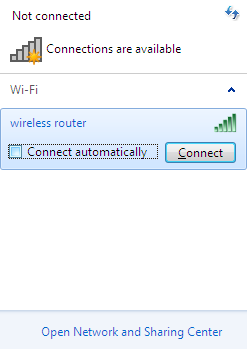 Not connected
Connections are available
Wi-Fi
wireless router
Connect automatically
Connect
Open Network and Sharing Center